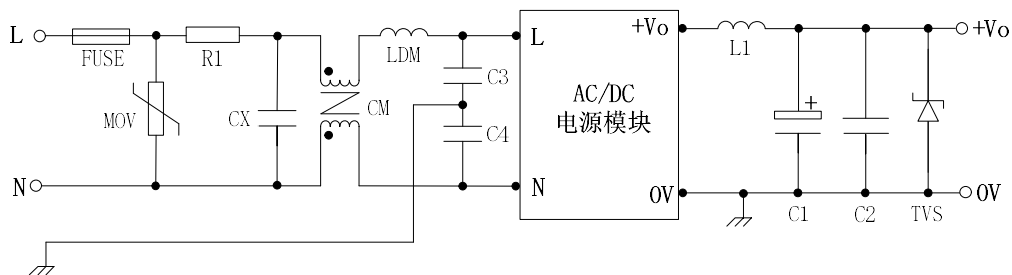 L
FUSE
R1
MOV
CX
CM
LDM
C3
C4
N
L
N
AC/DC
电源模块
+Vo
0V
L1
+
C1
C2
TVS
+Vo
0V